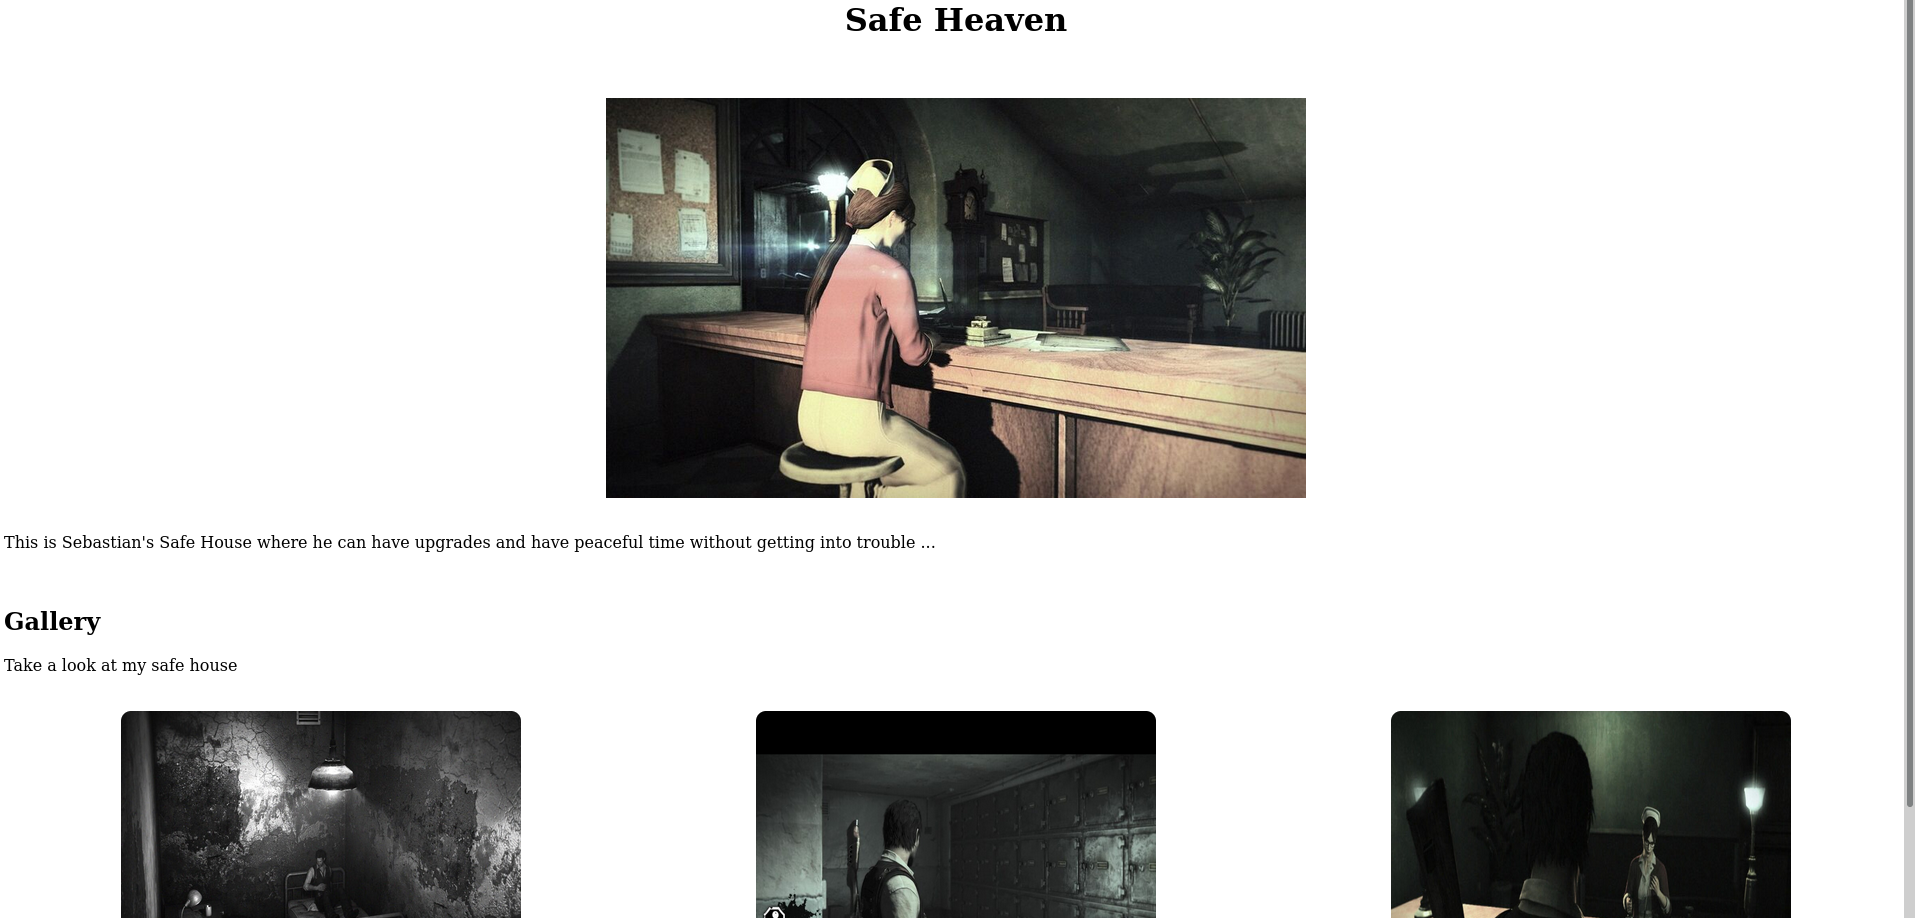 Safe Heaven
This is Sebastian's Safe House where he can have upgrades and have peaceful time without getting into trouble ...
Gallery
Take a look at my safe house